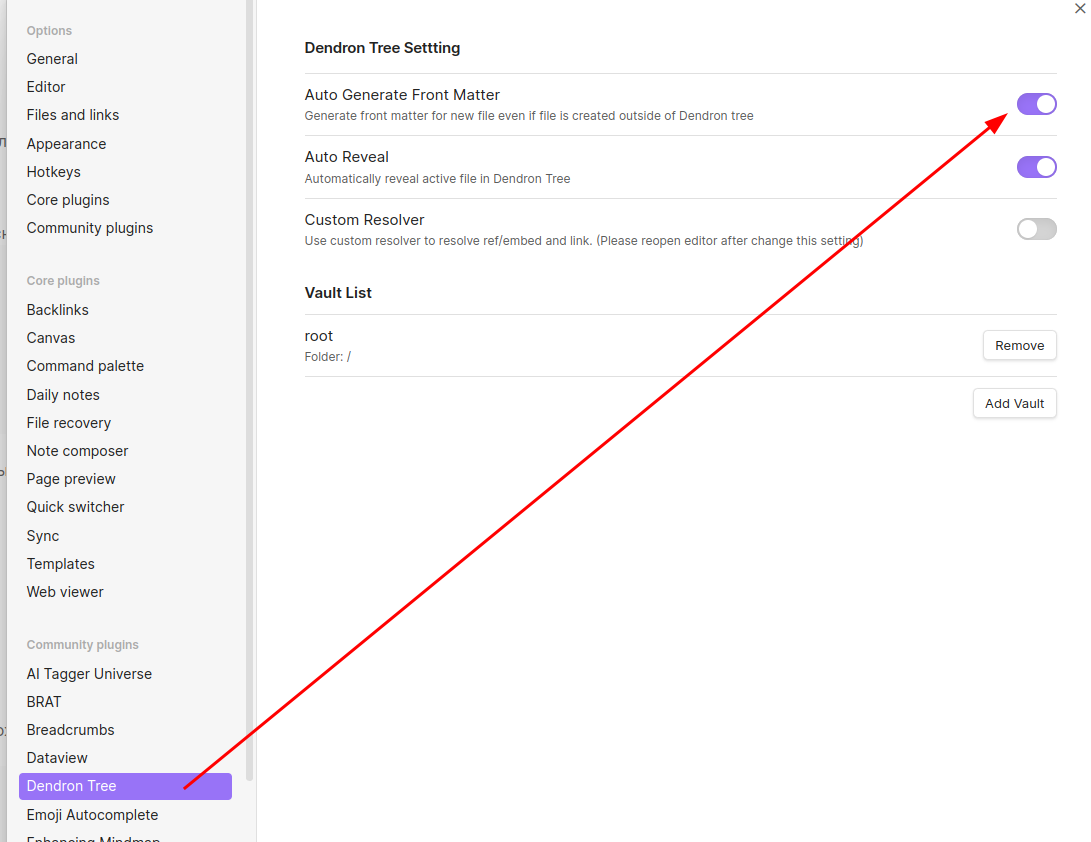 Options
General
Editor
Files and links
Appearance
Hotkeys
Core plugins
Community plugins
Core plugins
Backlinks
Canvas
Command palette
Daily notes
File recovery
Note composer
Page preview
Quick switcher
Sync
Templates
Web viewer
Community plugins
AI Tagger Universe
BRAT
Breadcrumbs
Dataview
Dendron Tree
Emoji Autocomplete
Enhancing Mindmap
Dendron Tree Settting
Auto Generate Front Matter
Generate front matter for new file even if file is created outside of Dendron tree
Auto Reveal
Automatically reveal active file in Dendron Tree
Custom Resolver
Use custom resolver to resolve ref/embed and link. (Please reopen editor after change this setting)
Vault List
root
Folder: /
Remove
Add Vault